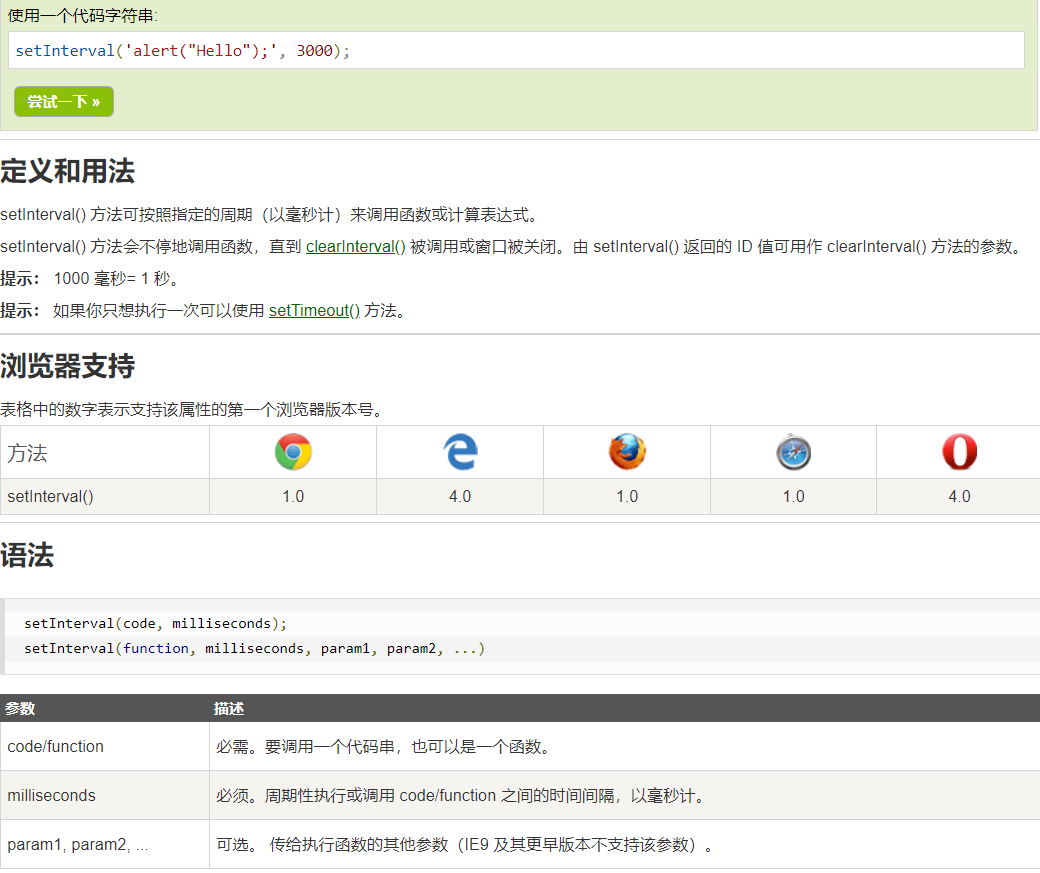 使用一个代码字符串:
setInterval('alert("Hello");', 3000);
尝试一下 »
定义和用法
setInterval() 方法可按照指定的周期（以毫秒计）来调用函数或计算表达式。
setInterval() 方法会不停地调用函数，直到 clearInterval() 被调用或窗口被关闭。由 setInterval() 返回的 ID 值可用作 clearInterval() 方法的参数。
提示： 1000 毫秒= 1 秒。
提示： 如果你只想执行一次可以使用 setTimeout() 方法。
浏览器支持
表格中的数字表示支持该属性的第一个浏览器版本号。
方法
setInterval() 1.0 4.0 1.0 1.0 4.0
语法
setInterval(code, milliseconds);
setInterval(function, milliseconds, param1, param2, ...)
参数 描述
code/function 必需。要调用一个代码串，也可以是一个函数。
milliseconds 必须。周期性执行或调用 code/function 之间的时间间隔，以毫秒计。
param1, param2, ... 可选。 传给执行函数的其他参数（IE9 及其更早版本不支持该参数）。